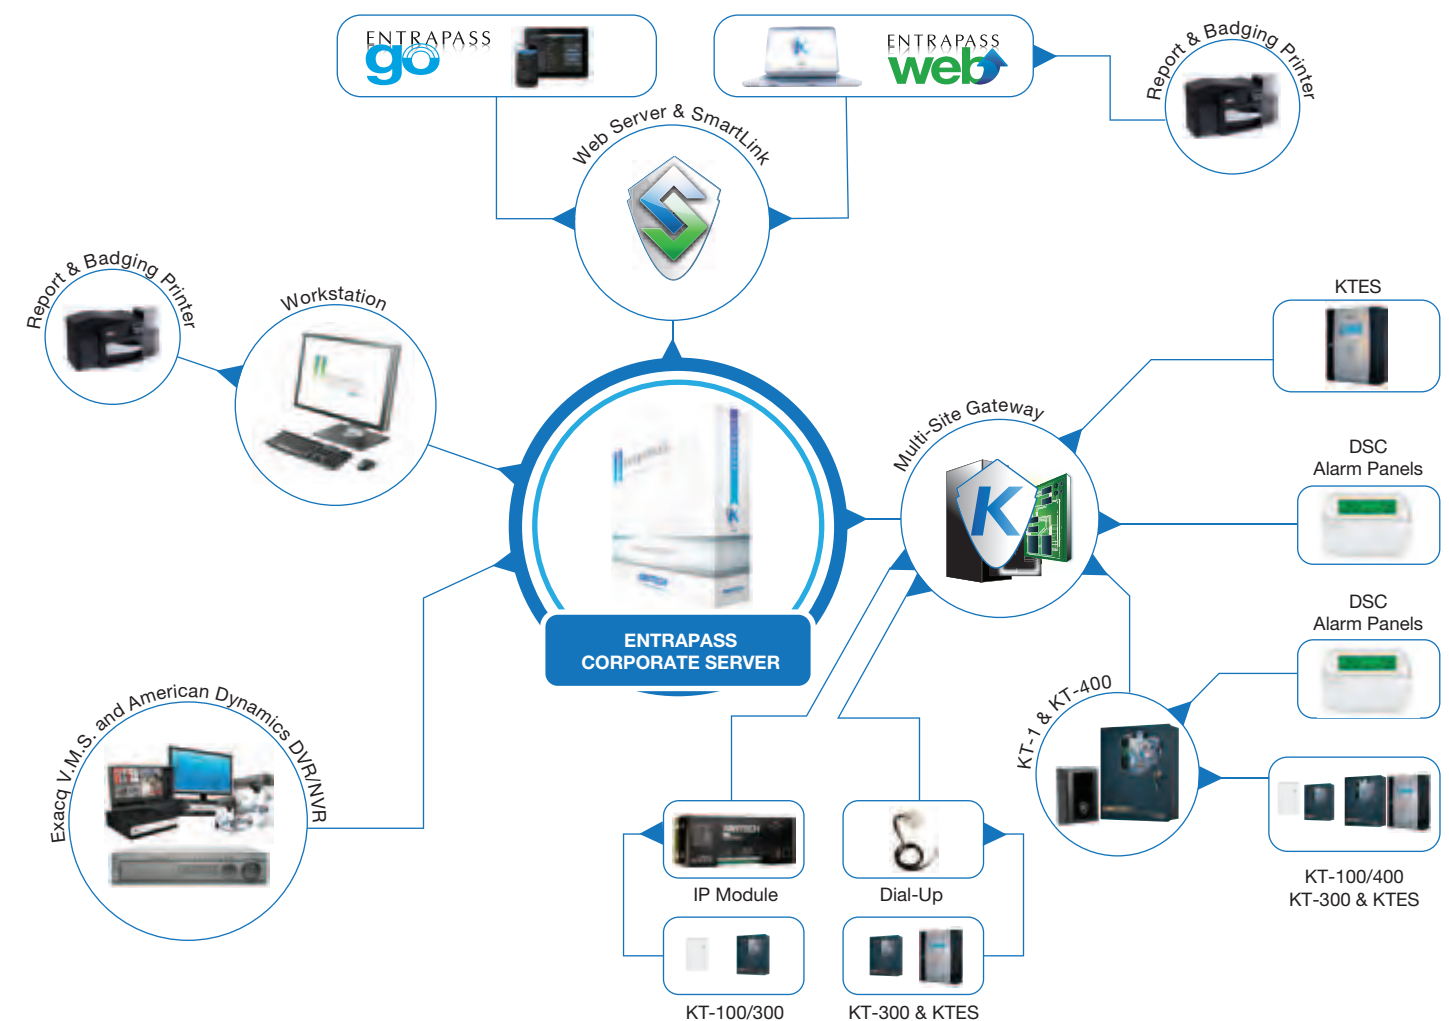 ENTRAPASS
go
ENTRAPASS
web
Report & Badging Printer
Web Server & SmartLink
Report & Badging Printer
Workstation
KTES
Multi-Site Gateway
K
DSC
Alarm Panels
ENTRAPASS
CORPORATE SERVER
DSC
Alarm Panels
Exacq V.M.S. and American Dynamics DVR/NVR
KT-1 & KT-400
KANTECH
IP Module
Dial-Up
KT-100/400
KT-300 & KTES
KT-100/300
KT-300 & KTES